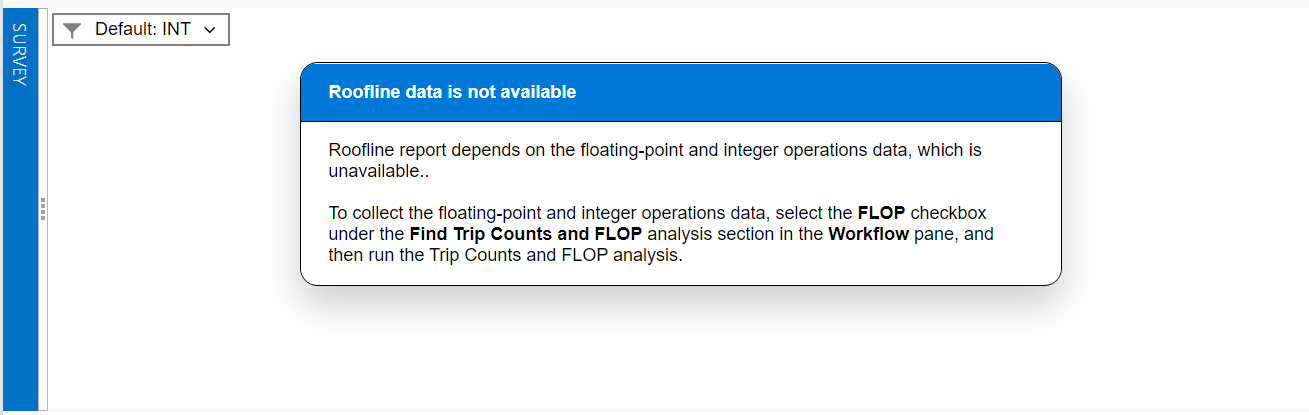 SURVEY
Default: INT
Roofline data is not available
Roofline report depends on the floating-point and integer operations data, which is
unavailable..
To collect the floating-point and integer operations data, select the FLOP checkbox
under the Find Trip Counts and FLOP analysis section in the Workflow pane, and
then run the Trip Counts and FLOP analysis.